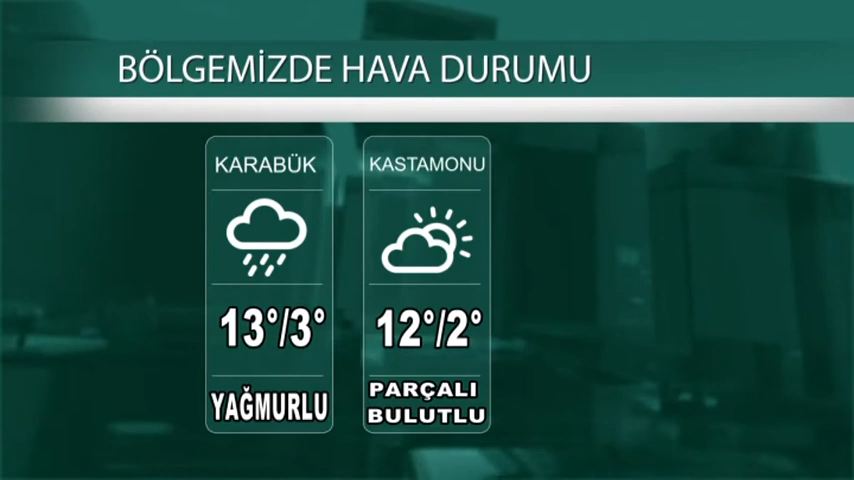 BÖLGEMİZDE HAVA DURUMU
KARABÜK
13°/3°
YAĞMURLU
KASTAMONU
12°/2°
PARÇALI
BULUTLU